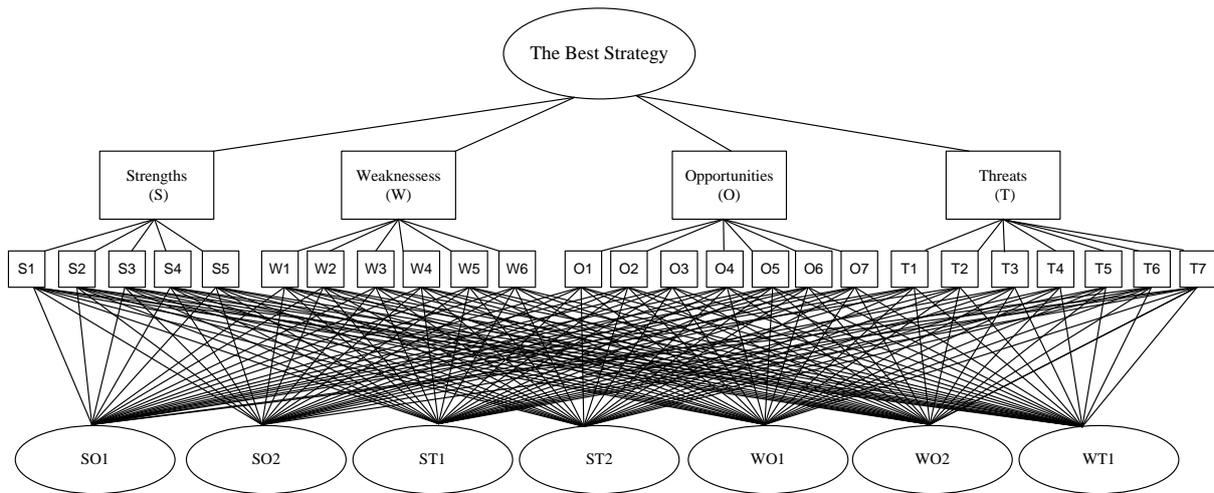 The Best Strategy
Strengths
(S)
Weaknessess
(W)
Opportunities
(O)
Threats
(T)
S1
S2
S3
S4
S5
W1
W2
W3
W4
W5
W6
O1
O2
O3
O4
O5
O6
O7
T1
T2
T3
T4
T5
T6
T7
SO1
SO2
ST1
ST2
WO1
WO2
WT1